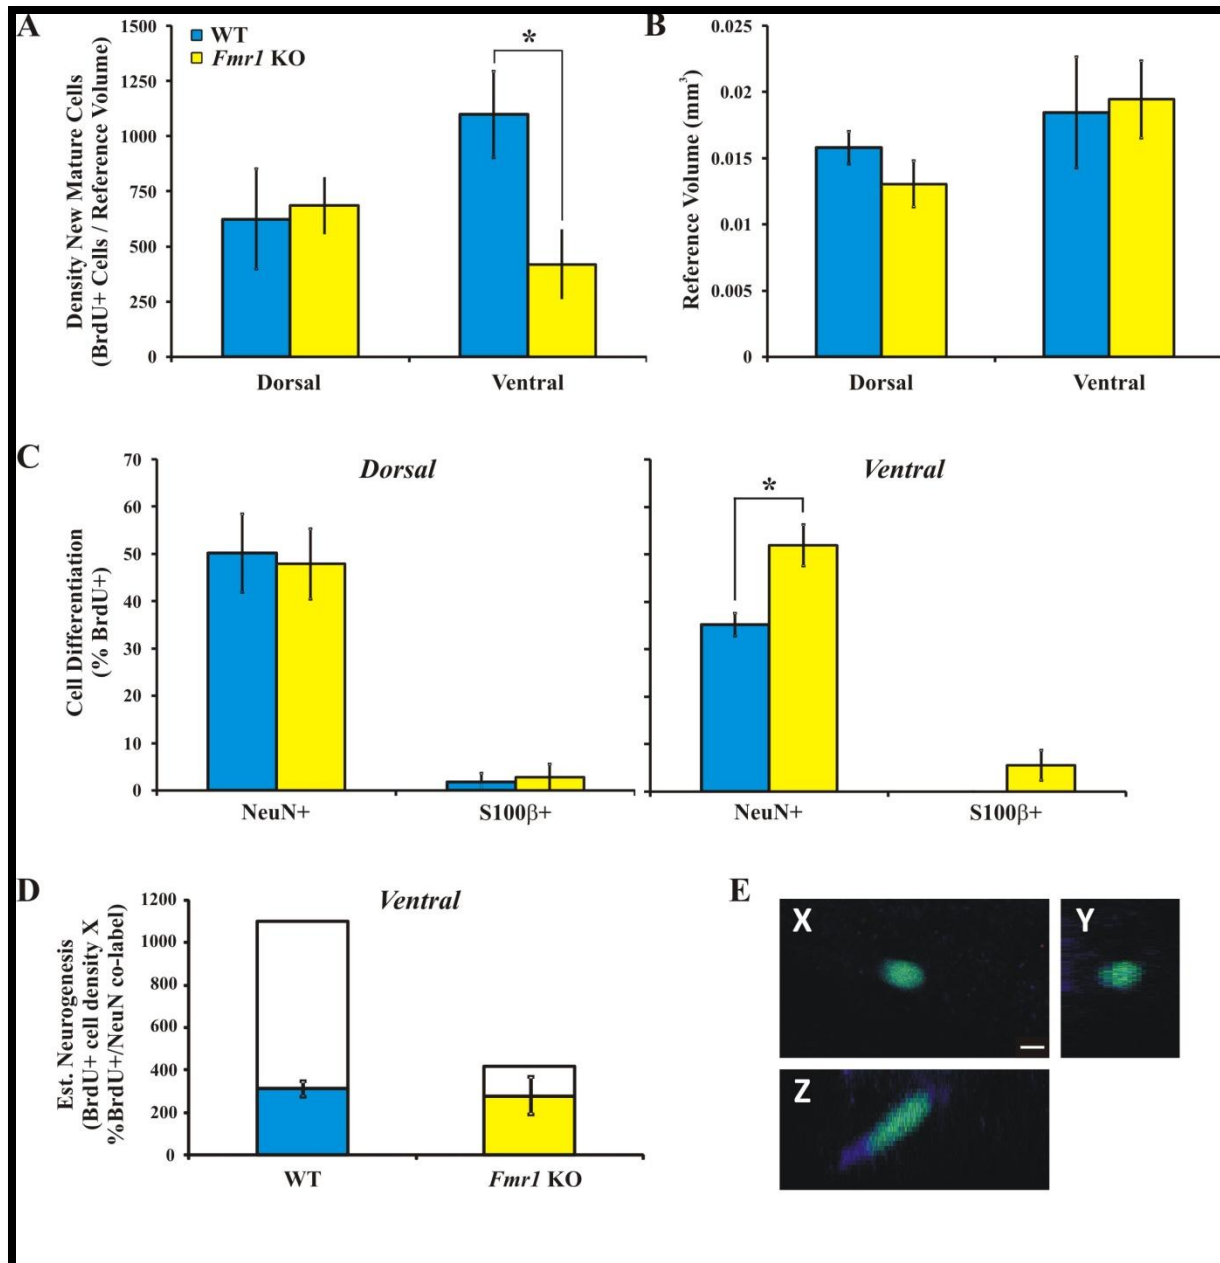 A
1500
1250
1000
750
500
250
0
Density New Mature Cells
(BrdU+ Cells / Reference Volume)
WT
Fmr1 KO
*
Dorsal
Ventral
B
0.025
0.02
0.015
0.01
0.005
0
Reference Volume (mm³)
Dorsal
Ventral
C
70
60
50
40
30
20
10
0
Cell Differentiation
(% BrdU+)
Dorsal
NeuN+
S100β+
Ventral
*
NeuN+
S100β+
D
1200
1000
800
600
400
200
0
Est. Neurogenesis
(BrdU+ cell density X
%BrdU+/NeuN co-label)
Ventral
WT
Fmr1 KO
E
X
Y
Z